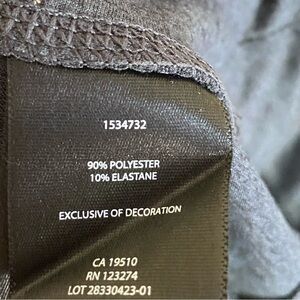 1534732
90% POLYESTER
10% ELASTANE
EXCLUSIVE OF DECORATION
CA 19510
RN 123274
LOT 28330423-01